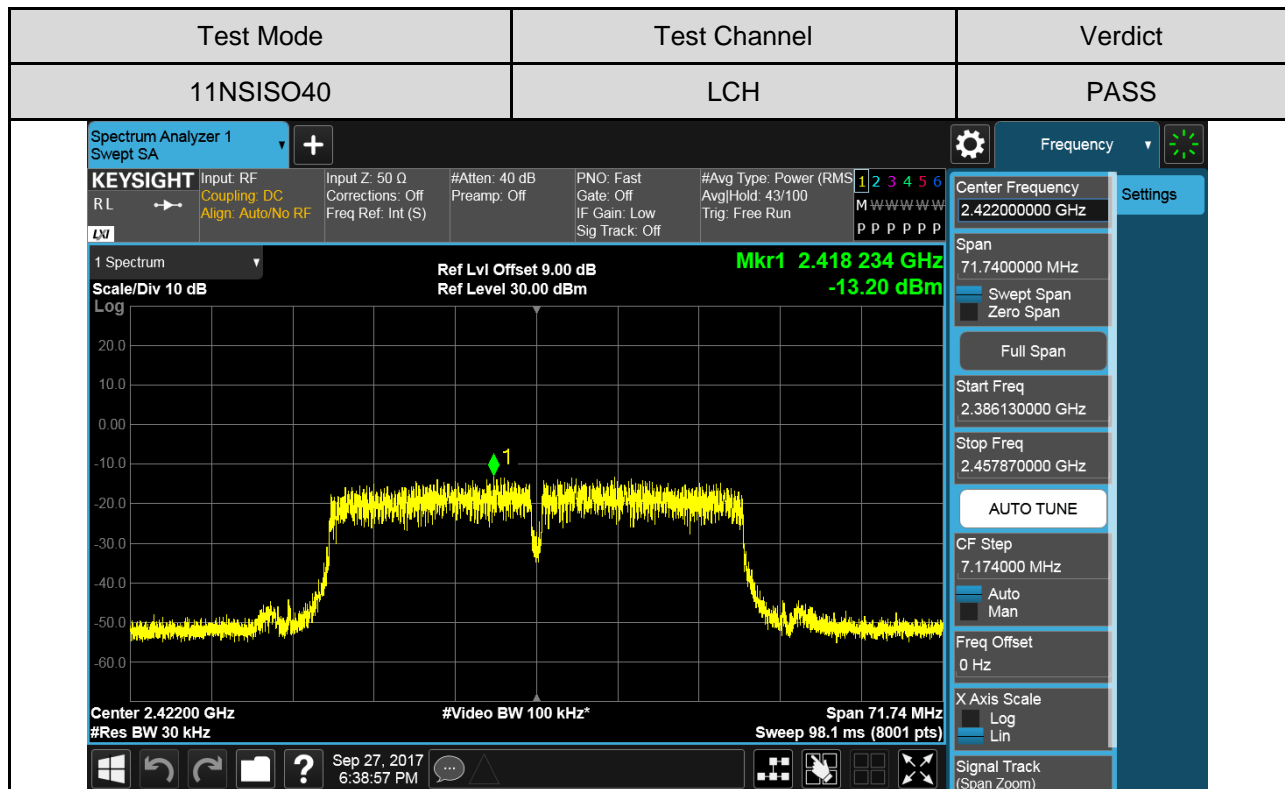 Test Mode Test Channel Verdict
11NSISO40 LCH PASS
Spectrum Analyzer 1
Swept SA
+
Frequency
KEYSIGHT
R L
LXI
Input: RF
Coupling: DC
Align: Auto/No RF
Input Z: 50 Ω
Corrections: Off
Freq Ref: Int (S)
#Atten: 40 dB
Preamp: Off
PNO: Fast
Gate: Off
IF Gain: Low
Sig Track: Off
#Avg Type: Power (RMS
Avg|Hold: 43/100
Trig: Free Run
1 2 3 4 5 6
M W W W W W
P P P P P P
1 Spectrum
Scale/Div 10 dB
Log
Ref Lvl Offset 9.00 dB
Ref Level 30.00 dBm
Mkr1 2.418 234 GHz
-13.20 dBm
20.0
10.0
0.00
-10.0
-20.0
-30.0
-40.0
-50.0
-60.0
1
Center 2.42200 GHz
#Res BW 30 kHz
#Video BW 100 kHz*
Span 71.74 MHz
Sweep 98.1 ms (8001 pts)
?
Sep 27, 2017
6:38:57 PM
Center Frequency
2.422000000 GHz
Settings
Span
71.7400000 MHz
Swept Span
Zero Span
Full Span
Start Freq
2.386130000 GHz
Stop Freq
2.457870000 GHz
AUTO TUNE
CF Step
7.174000 MHz
Auto
Man
Freq Offset
0 Hz
X Axis Scale
Log
Lin
Signal Track
(Span Zoom)